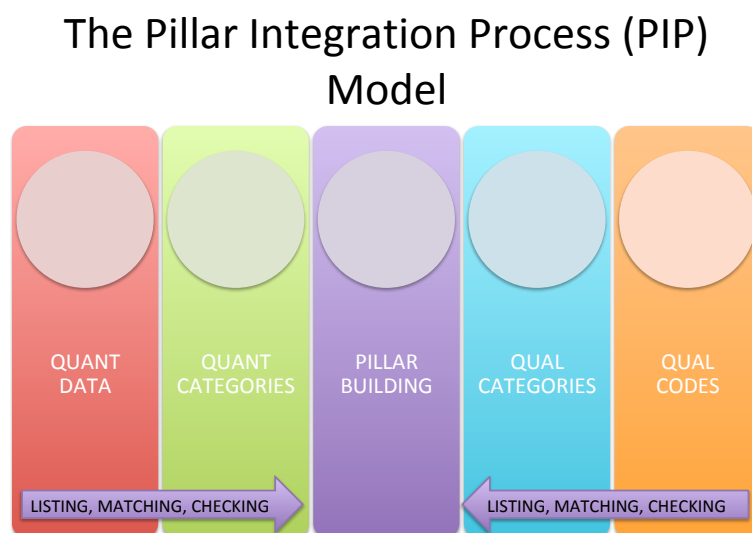 The Pillar Integration Process (PIP)
Model
QUANT
DATA
QUANT
CATEGORIES
PILLAR
BUILDING
QUAL
CATEGORIES
QUAL
CODES
LISTING, MATCHING, CHECKING
LISTING, MATCHING, CHECKING